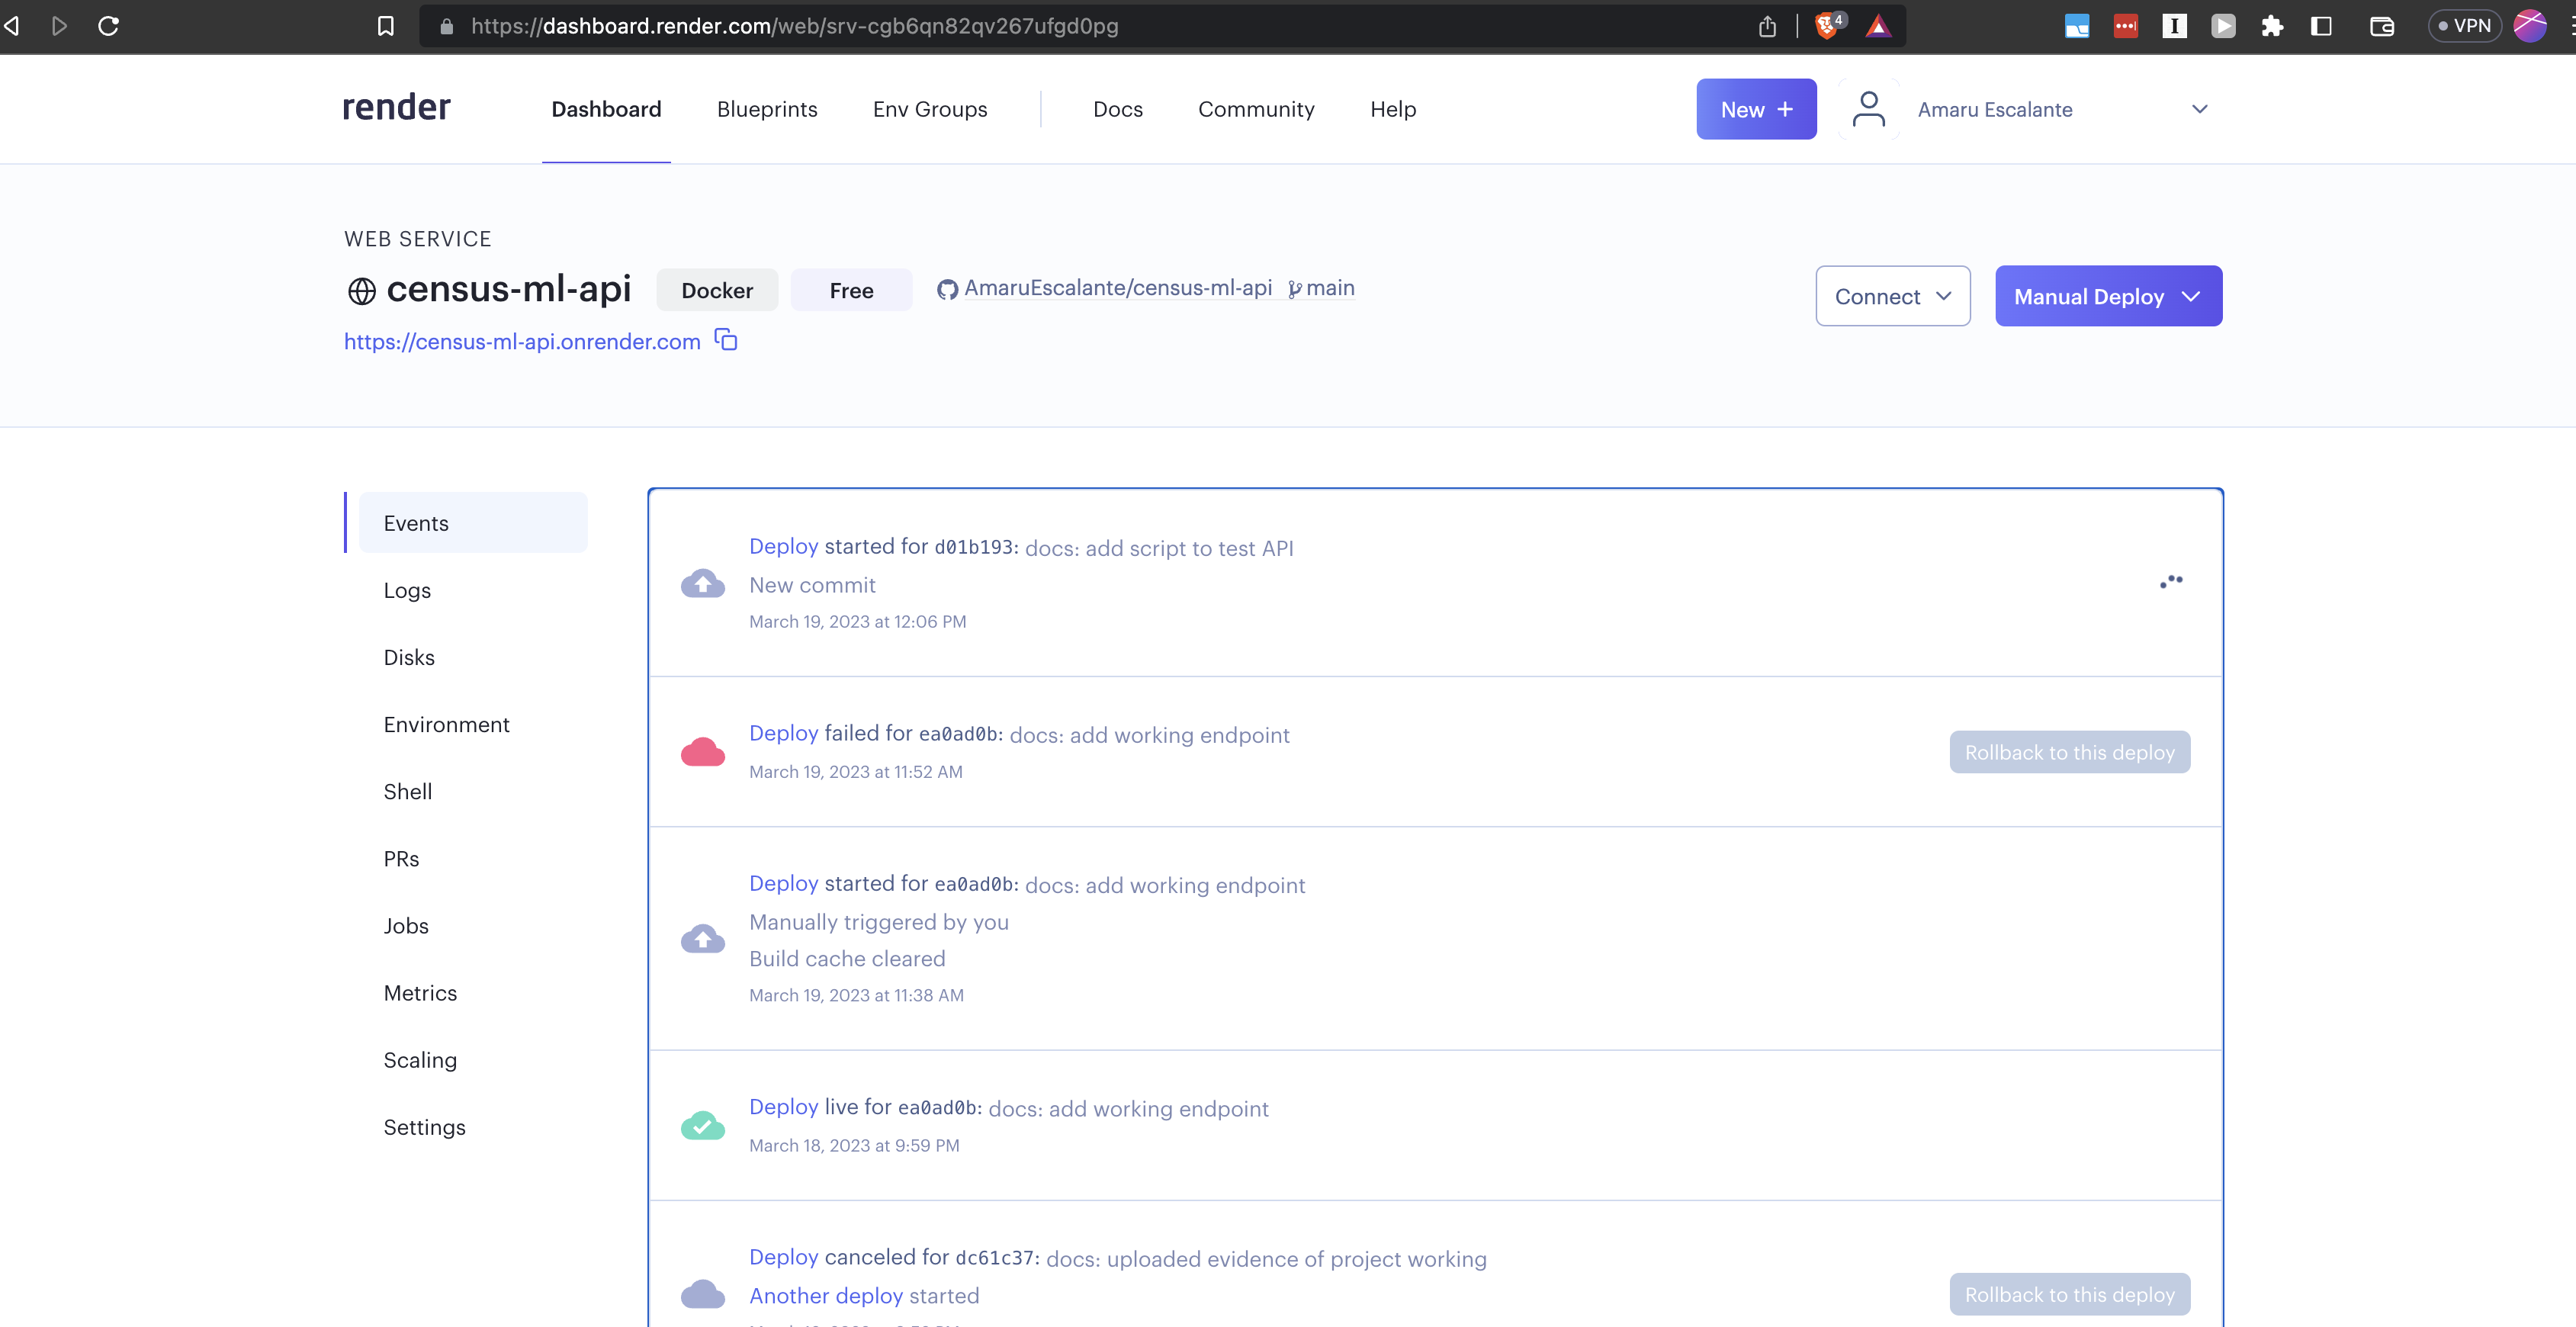 https://dashboard.render.com/web/srv-cgb6qn82qv267ufgd0pg
4
I
VPN
render
Dashboard
Blueprints
Env Groups
Docs
Community
Help
New +
Amaru Escalante
WEB SERVICE
census-ml-api
Docker
Free
AmaruEscalante/census-ml-api
main
Connect
Manual Deploy
https://census-ml-api.onrender.com
Events
Logs
Disks
Environment
Shell
PRs
Jobs
Metrics
Scaling
Settings
Deploy started for d01b193: docs: add script to test API
New commit
March 19, 2023 at 12:06 PM
Deploy failed for ea0ad0b: docs: add working endpoint
March 19, 2023 at 11:52 AM
Rollback to this deploy
Deploy started for ea0ad0b: docs: add working endpoint
Manually triggered by you
Build cache cleared
March 19, 2023 at 11:38 AM
Deploy live for ea0ad0b: docs: add working endpoint
March 18, 2023 at 9:59 PM
Deploy canceled for dc61c37: docs: uploaded evidence of project working
Another deploy started
Rollback to this deploy